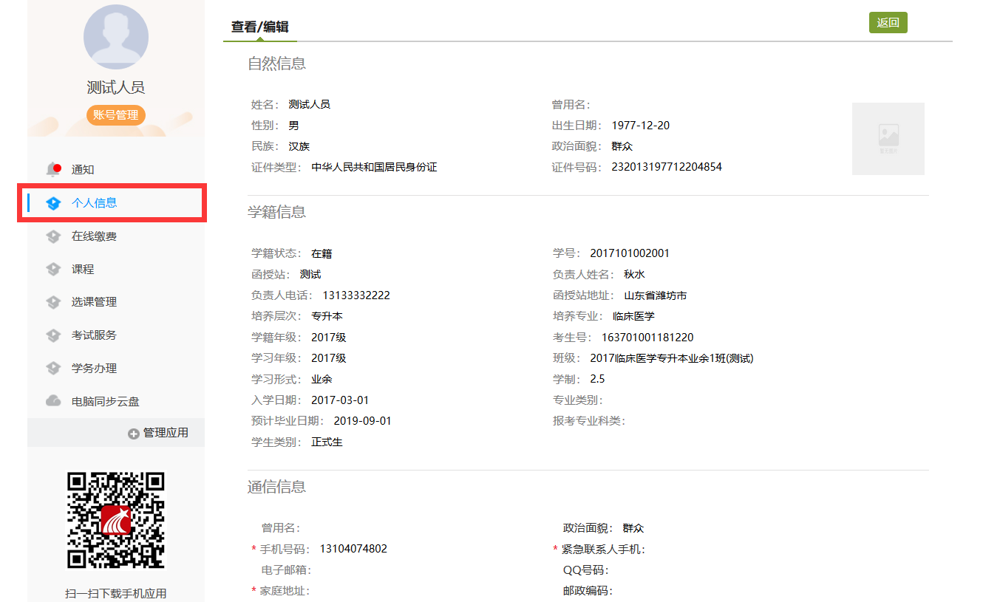 测试人员
账号管理
通知
个人信息
在线缴费
课程
选课管理
考试服务
学务办理
电脑同步云盘
管理应用
扫一扫下载手机应用
查看/编辑
返回
自然信息
姓名： 测试人员 曾用名：
性别： 男 出生日期： 1977-12-20
民族： 汉族 政治面貌： 群众
证件类型： 中华人民共和国居民身份证 证件号码： 232013197712204854
暂无图片
学籍信息
学籍状态： 在籍 学号： 2017101002001
函授站： 测试 负责人姓名： 秋水
负责人电话： 13133332222 函授站地址： 山东省潍坊市
培养层次： 专升本 培养专业： 临床医学
学籍年级： 2017级 考生号： 163701001181220
学习年级： 2017级 班级： 2017临床医学专升本业余1班(测试)
学习形式： 业余 学制： 2.5
入学日期： 2017-03-01 专业类别：
预计毕业日期： 2019-09-01 报考专业科类：
学生类别： 正式生
通信信息
曾用名： 政治面貌： 群众
* 手机号码： 13104074802 * 紧急联系人手机：
电子邮箱： QQ号码：
* 家庭地址： 邮政编码：